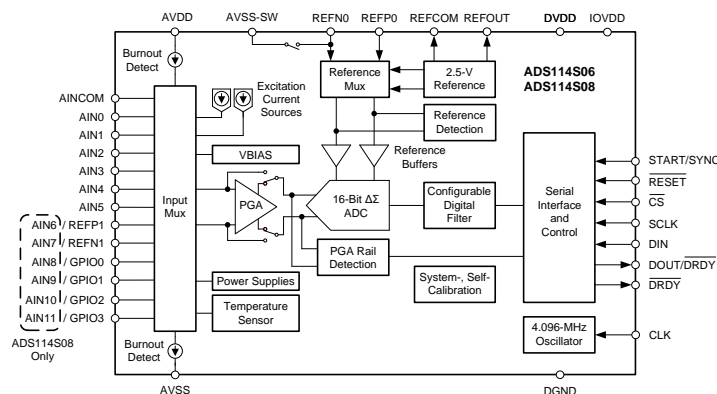 AVDD
AVSS-SW
REFN0
REFP0
REFCOM
REFOUT
DVDD
IOVDD
Burnout
Detect
Reference
Mux
2.5-V
Reference
ADS114S06
ADS114S08
AINCOM
AIN0
AIN1
AIN2
AIN3
AIN4
AIN5
AIN6 / REFP1
AIN7 / REFN1
AIN8 / GPIO0
AIN9 / GPIO1
AIN10 / GPIO2
AIN11 / GPIO3
ADS114S08
Only
Excitation
Current
Sources
Reference
Detection
VBIAS
Reference
Buffers
Input
Mux
PGA
16-Bit ΔΣ
ADC
Configurable
Digital
Filter
Serial
Interface
and
Control
START/SYNC
RESET
CS
SCLK
DIN
DOUT/DRDY
DRDY
PGA Rail
Detection
System-, Self-
Calibration
Power Supplies
Temperature
Sensor
4.096-MHz
Oscillator
CLK
Burnout
Detect
AVSS
DGND